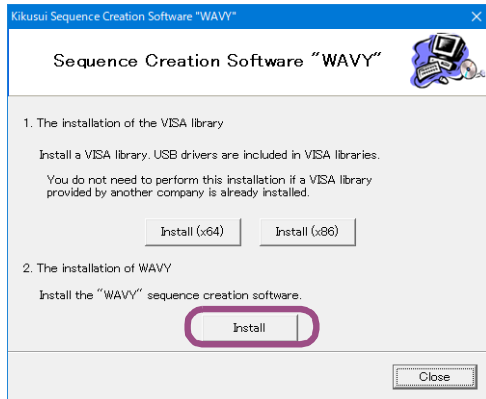 Kikusui Sequence Creation Software "WAVY"
Sequence Creation Software "WAVY"
1. The installation of the VISA library
Install a VISA library. USB drivers are included in VISA libraries.
You do not need to perform this installation if a VISA library
provided by another company is already installed.
Install (x64) Install (x86)
2. The installation of WAVY
Install the "WAVY" sequence creation software.
Install
Close